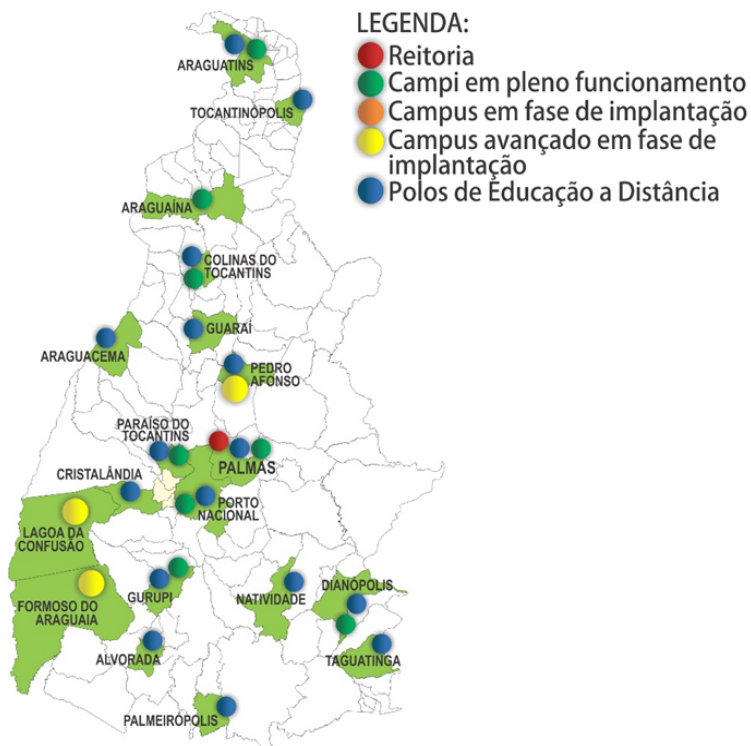 LEGENDA:
Reitoria
Campi em pleno funcionamento
Campus em fase de implantação
Campus avançado em fase de
implantação
Polos de Educação a Distância
ARAGUATINS
TOCANTINÓPOLIS
ARAGUAÍNA
COLINAS DO
TOCANTINS
GUARAÍ
ARAGUACEMA
PEDRO
AFONSO
PARAÍSO DO
TOCANTINS
PALMAS
CRISTALÂNDIA
PORTO
NACIONAL
LAGOA DA
CONFUSÃO
FORMOSO DO
ARAGUAIA
GURUPI
NATIVIDADE
DIANÓPOLIS
ALVORADA
TAGUATINGA
PALMEIRÓPOLIS